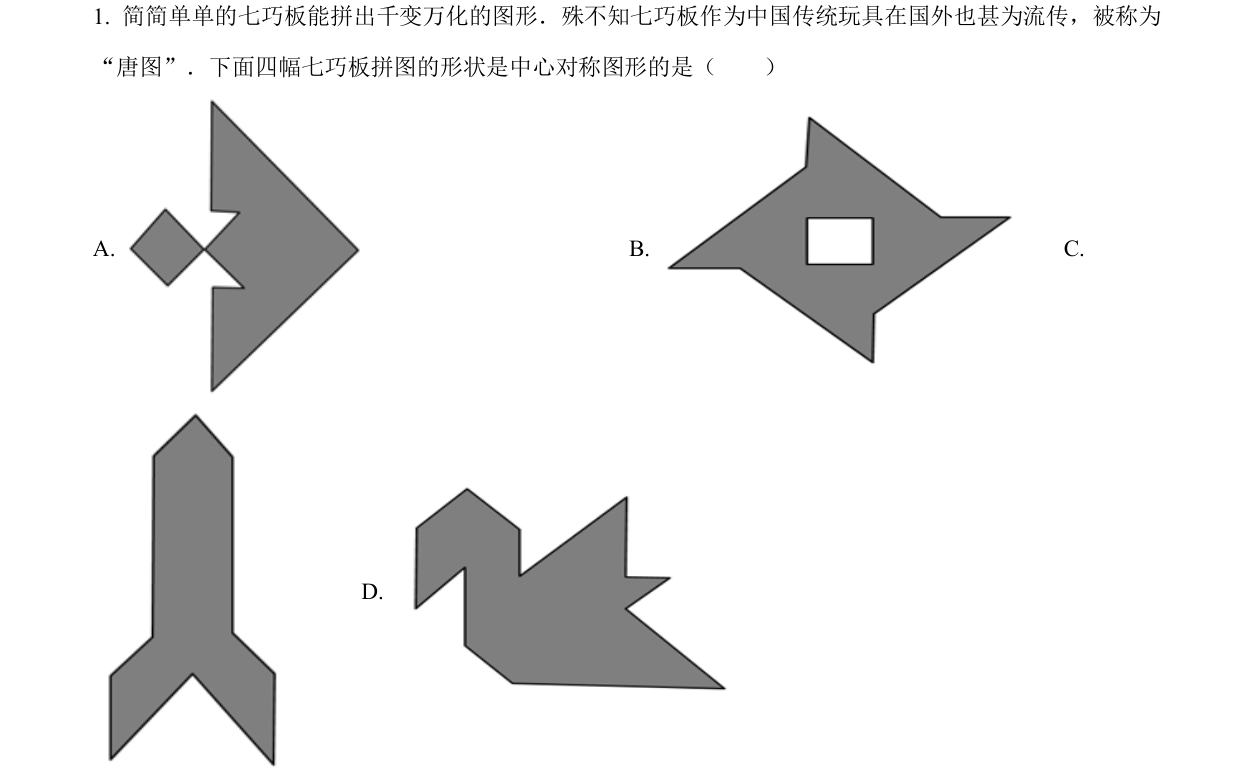 1. 简简单单的七巧板能拼出千变万化的图形．殊不知七巧板作为中国传统玩具在国外也甚为流传，被称为
“唐图”．下面四幅七巧板拼图的形状是中心对称图形的是（　　）
A.
B.
C.
D.